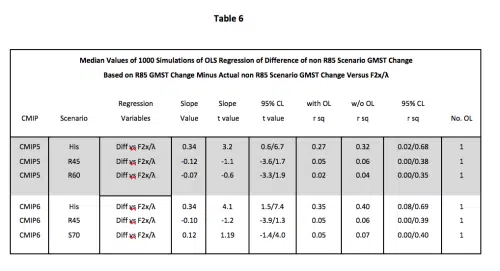 Table 6
Median Values of 1000 Simulations of OLS Regression of Difference of non R85 Scenario GMST Change
Based on R85 GMST Change Minus Actual non R85 Scenario GMST Change Versus F2x/λ
Regression Slope Slope 95% CL with OL w/o OL 95% CL
CMIP Scenario Variables Value t value t value r sq r sq r sq No. OL
CMIP5 His Diff vs F2x/λ 0.34 3.2 0.6/6.7 0.27 0.32 0.02/0.68 1
CMIP5 R45 Diff vs F2x/λ -0.12 -1.1 -3.6/1.7 0.05 0.06 0.00/0.38 1
CMIP5 R60 Diff vs F2x/λ -0.07 -0.6 -3.3/1.9 0.02 0.04 0.00/0.35 1
CMIP6 His Diff vs F2x/λ 0.34 4.1 1.5/7.4 0.35 0.40 0.08/0.69 1
CMIP6 R45 Diff vs F2x/λ -0.10 -1.2 -3.9/1.3 0.05 0.06 0.00/0.39 1
CMIP6 S70 Diff vs F2x/λ 0.12 1.19 -1.4/4.0 0.05 0.07 0.00/0.40 1